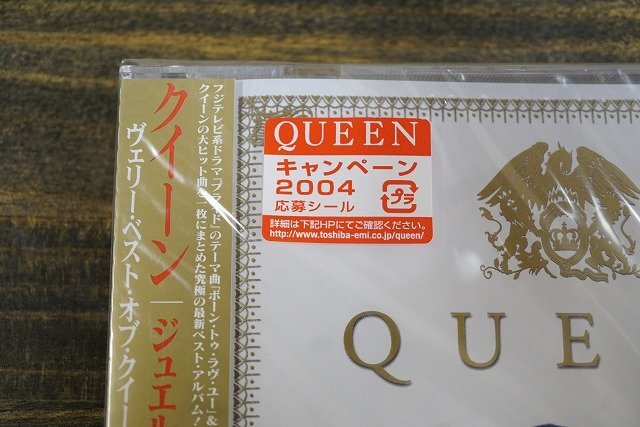 クイーン
ジュエル
ヴェリー・ベスト・オブ・クイー
フジテレビ系ドラマ『プライド』のテーマ曲『ボーン・トゥ・ラヴ・ユー』&
クイーンの大ヒット曲を一枚にまとめた究極の最新ベスト・アルバム!
QUEEN
キャンペーン
2004
応募シール
プラ
詳細は下記HPにてご確認ください。
http://www.toshiba-emi.co.jp/queen/
QUE